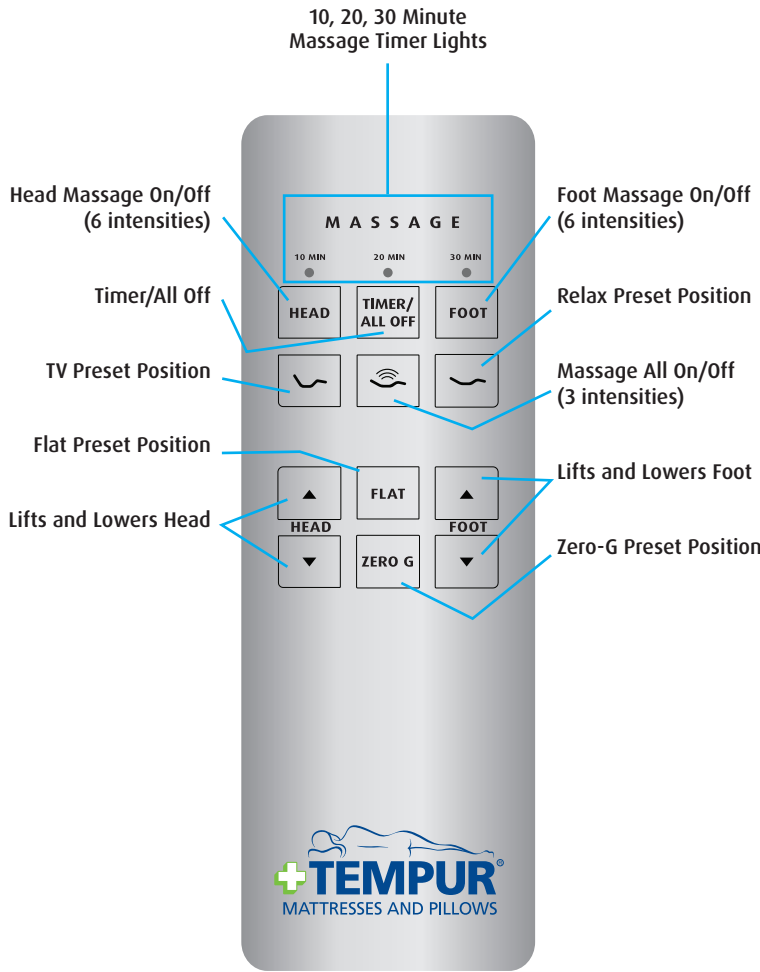 10, 20, 30 Minute
Massage Timer Lights
Head Massage On/Off
(6 intensities)
Foot Massage On/Off
(6 intensities)
MASSAGE
10 MIN
20 MIN
30 MIN
Timer/All Off
Relax Preset Position
HEAD
TIMER/
ALL OFF
FOOT
TV Preset Position
Massage All On/Off
(3 intensities)
Flat Preset Position
Lifts and Lowers Foot
FLAT
Lifts and Lowers Head
HEAD
FOOT
Zero-G Preset Position
ZERO G
TEMPUR®
MATTRESSES AND PILLOWS